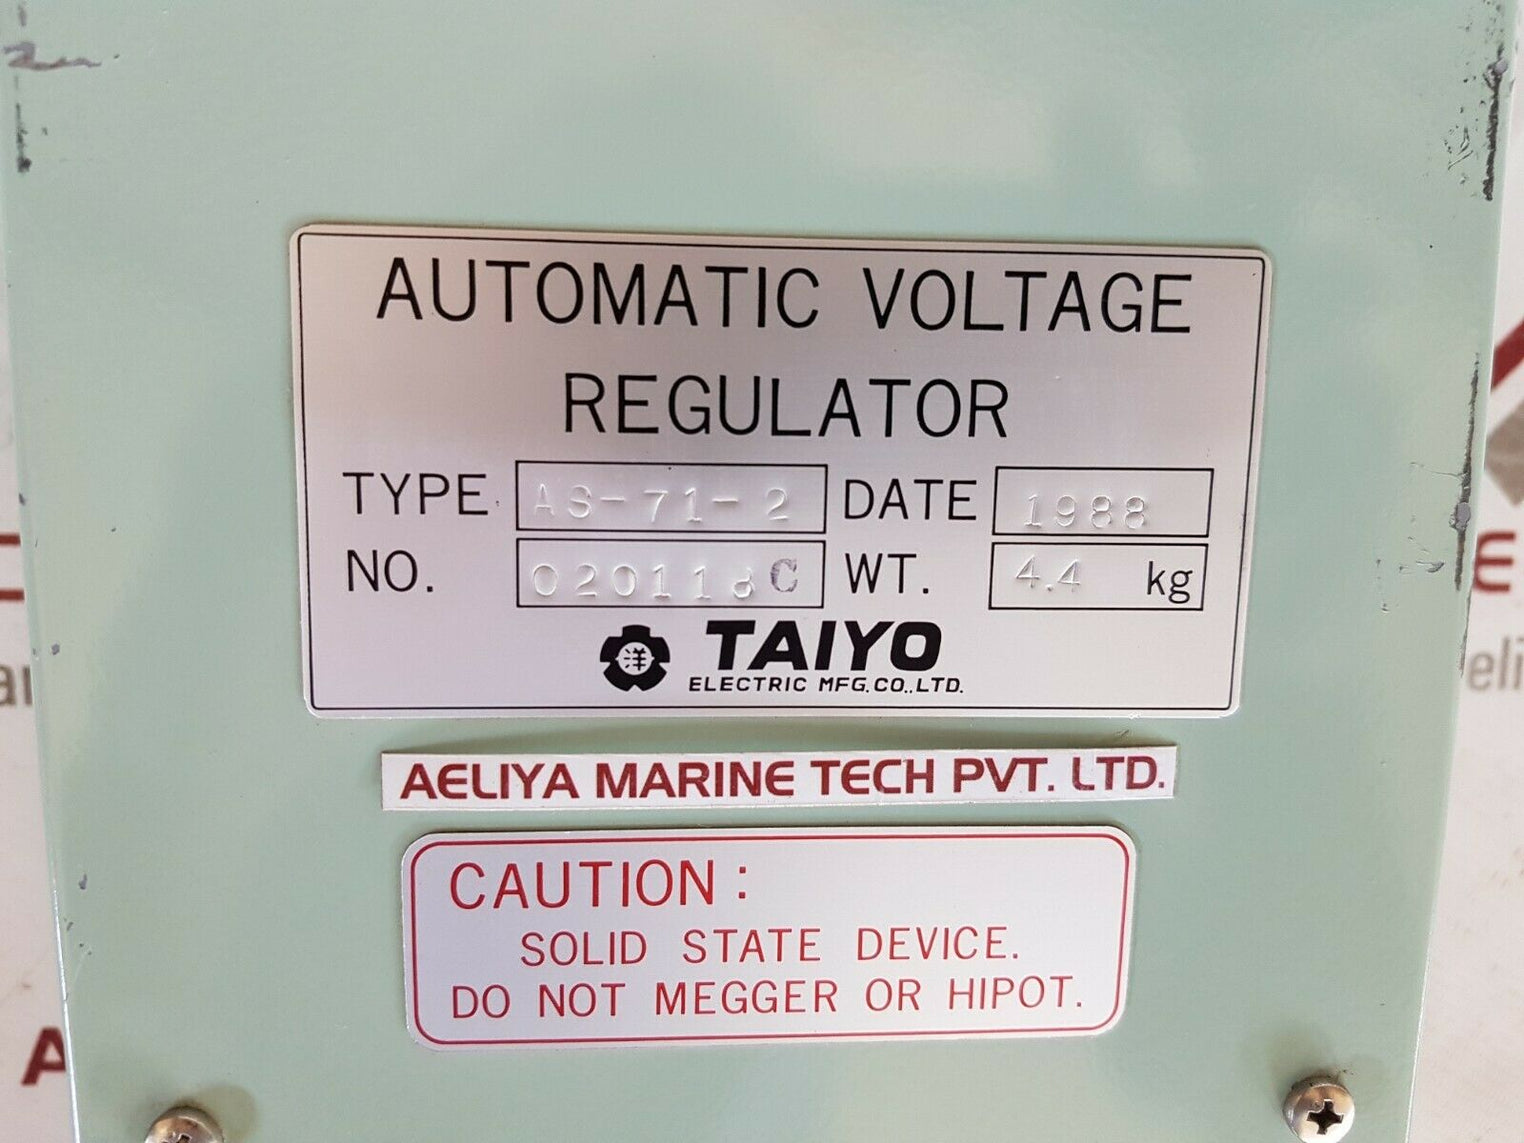 AUTOMATIC VOLTAGE
REGULATOR
TYPE AS-71-2 DATE 1988
NO. WT. 4.4 kg
洋 TAIYO
ELECTRIC MFG.CO.,LTD.
AELIYA MARINE TECH PVT. LTD.
CAUTION :
SOLID STATE DEVICE.
DO NOT MEGGER OR HIPOT.